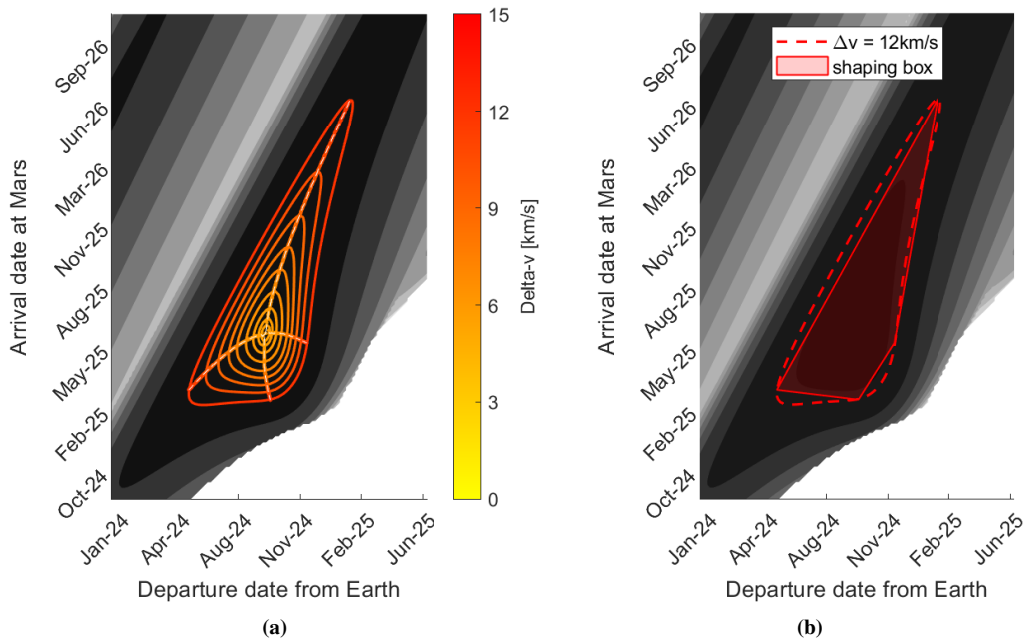 Arrival date at Mars
Sep-26
Jun-26
Mar-26
Nov-25
Aug-25
May-25
Feb-25
Oct-24
Jan-24
Apr-24
Aug-24
Nov-24
Feb-25
Jun-25
Departure date from Earth
15
12
9
6
3
0
Delta-v [km/s]
(a)
Δv = 12km/s
shaping box
Arrival date at Mars
Sep-26
Jun-26
Mar-26
Nov-25
Aug-25
May-25
Feb-25
Oct-24
Jan-24
Apr-24
Aug-24
Nov-24
Feb-25
Jun-25
Departure date from Earth
(b)